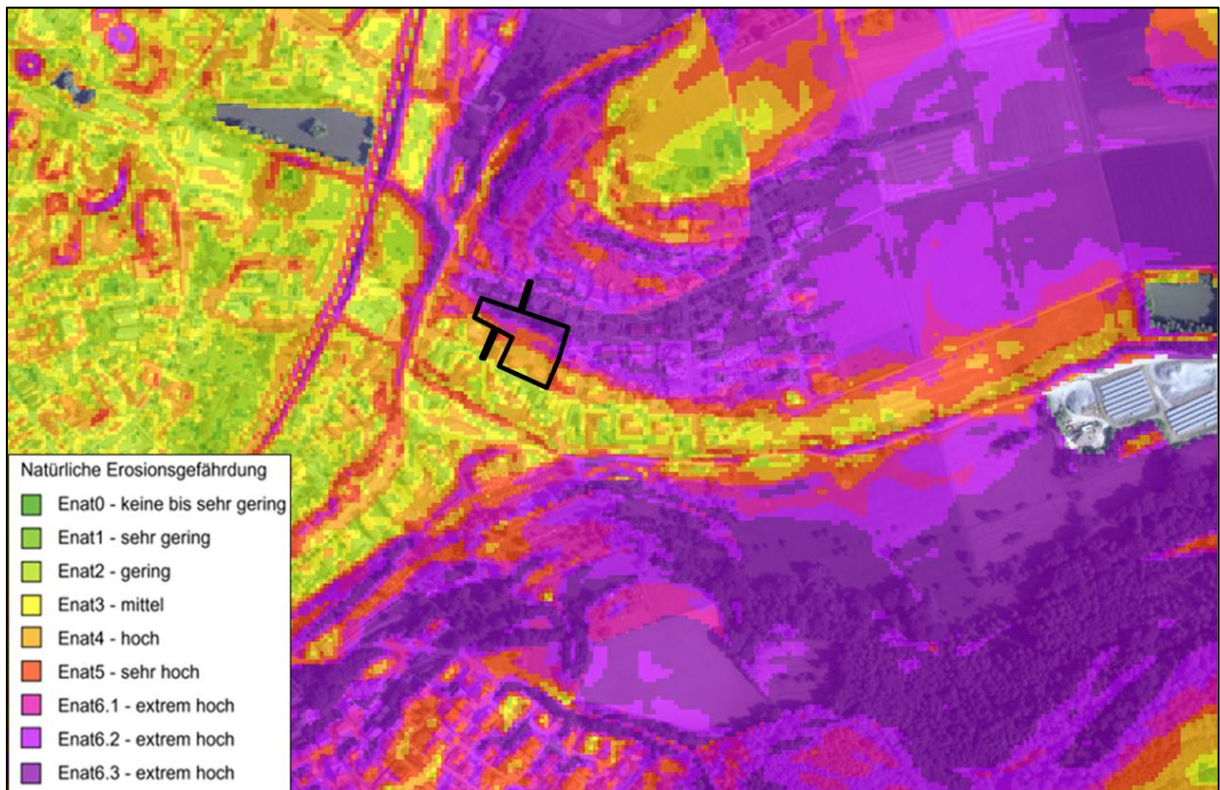 Natürliche Erosionsgefährdung
Enat0 - keine bis sehr gering
Enat1 - sehr gering
Enat2 - gering
Enat3 - mittel
Enat4 - hoch
Enat5 - sehr hoch
Enat6.1 - extrem hoch
Enat6.2 - extrem hoch
Enat6.3 - extrem hoch